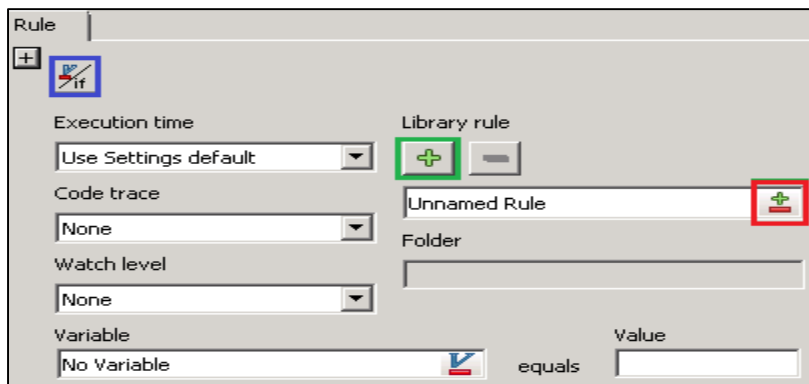 Rule
if
Execution time
Library rule
Use Settings default
Code trace
Unnamed Rule
None
Folder
Watch level
None
Variable
Value
No Variable
equals